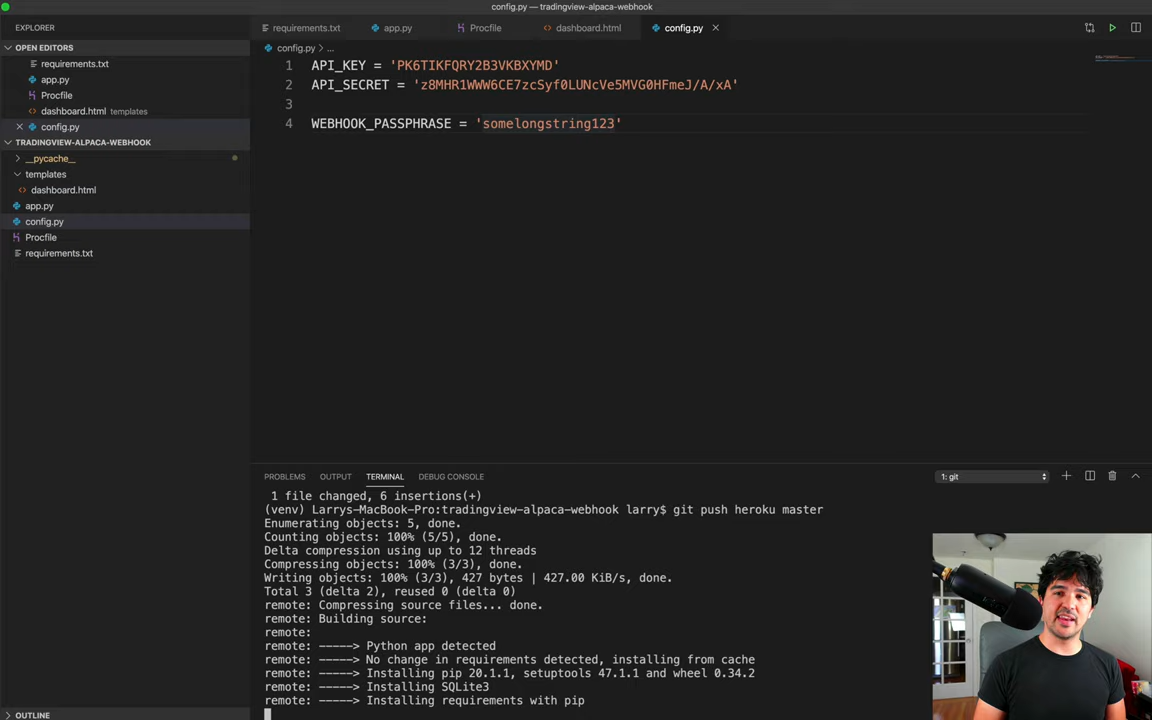 config.py — tradingview-alpaca-webhook
EXPLORER
requirements.txt
app.py
Procfile
dashboard.html
config.py
OPEN EDITORS
requirements.txt
app.py
Procfile
dashboard.html templates
config.py
TRADINGVIEW-ALPACA-WEBHOOK
__pycache__
templates
dashboard.html
app.py
config.py
Procfile
requirements.txt
OUTLINE
config.py > ...
1 API_KEY = 'PK6TIKFQRY2B3VKBXYMD'
2 API_SECRET = 'z8MHR1WWW6CE7zcSyf0LUNcVe5MVG0HFmeJ/A/xA'
3
4 WEBHOOK_PASSPHRASE = 'somelongstring123'
PROBLEMS OUTPUT TERMINAL DEBUG CONSOLE
1: git
1 file changed, 6 insertions(+)
(venv) Larrys-MacBook-Pro:tradingview-alpaca-webhook larry$ git push heroku master
Enumerating objects: 5, done.
Counting objects: 100% (5/5), done.
Delta compression using up to 12 threads
Compressing objects: 100% (3/3), done.
Writing objects: 100% (3/3), 427 bytes | 427.00 KiB/s, done.
Total 3 (delta 2), reused 0 (delta 0)
remote: Compressing source files... done.
remote: Building source:
remote:
remote: -----> Python app detected
remote: -----> No change in requirements detected, installing from cache
remote: -----> Installing pip 20.1.1, setuptools 47.1.1 and wheel 0.34.2
remote: -----> Installing SQLite3
remote: -----> Installing requirements with pip